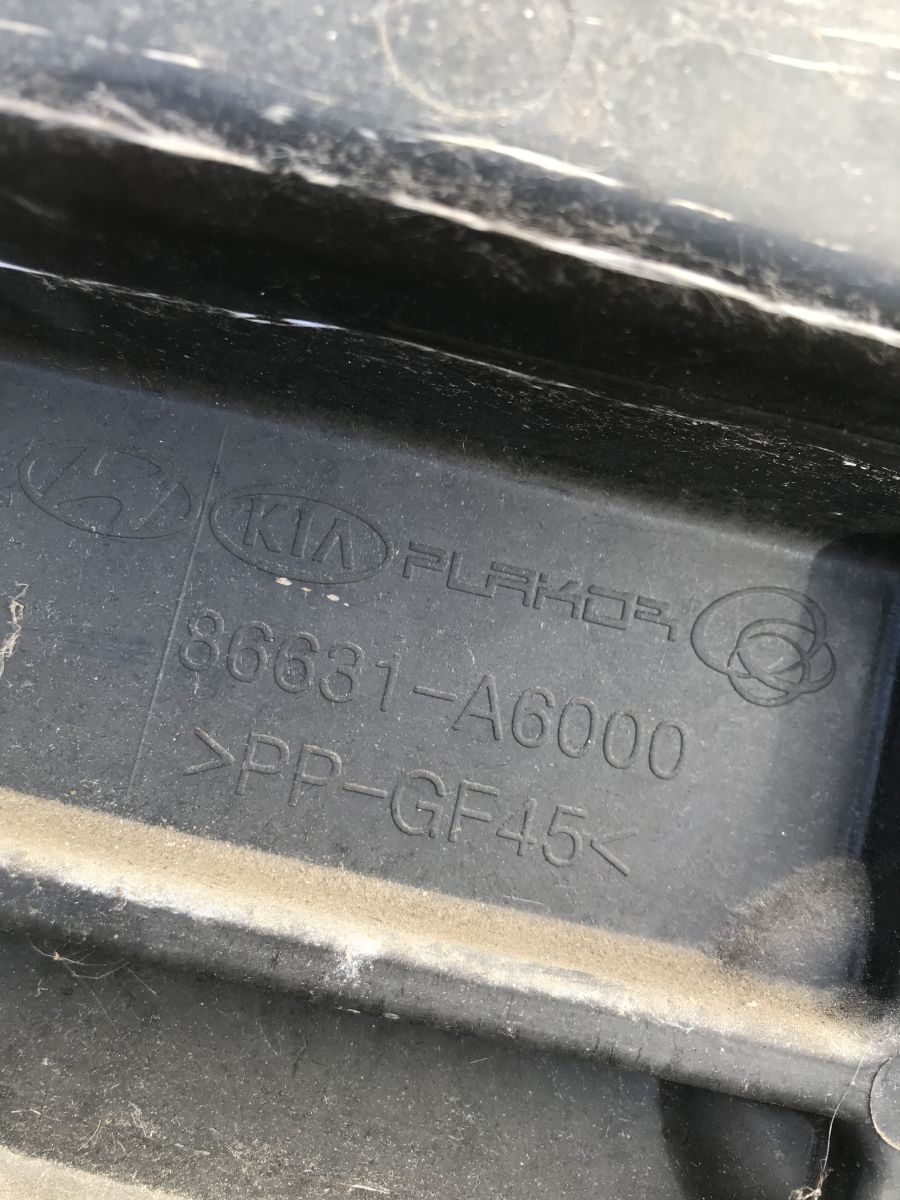 KIA PLAKOR
86631-A6000
>PP-GF45<